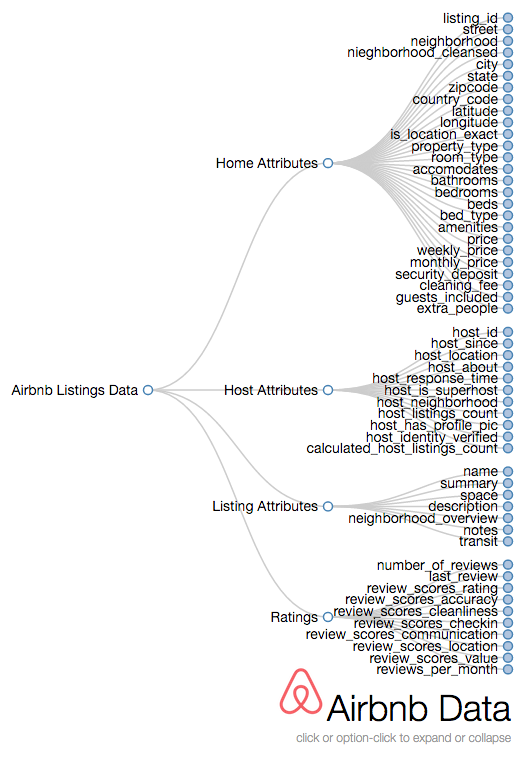 Airbnb Listings Data
Home Attributes
listing_id
street
neighborhood
nieghborhood_cleansed
city
state
zipcode
country_code
latitude
longitude
is_location_exact
property_type
room_type
accomodates
bathrooms
bedrooms
beds
bed_type
amenities
price
weekly_price
monthly_price
security_deposit
cleaning_fee
guests_included
extra_people
Host Attributes
host_id
host_since
host_location
host_about
host_response_time
host_is_superhost
host_neighborhood
host_listings_count
host_has_profile_pic
host_identity_verified
calculated_host_listings_count
Listing Attributes
name
summary
space
description
neighborhood_overview
notes
transit
Ratings
number_of_reviews
last_review
review_scores_rating
review_scores_accuracy
review_scores_cleanliness
review_scores_checkin
review_scores_communication
review_scores_location
review_scores_value
reviews_per_month
Airbnb Data
click or option-click to expand or collapse